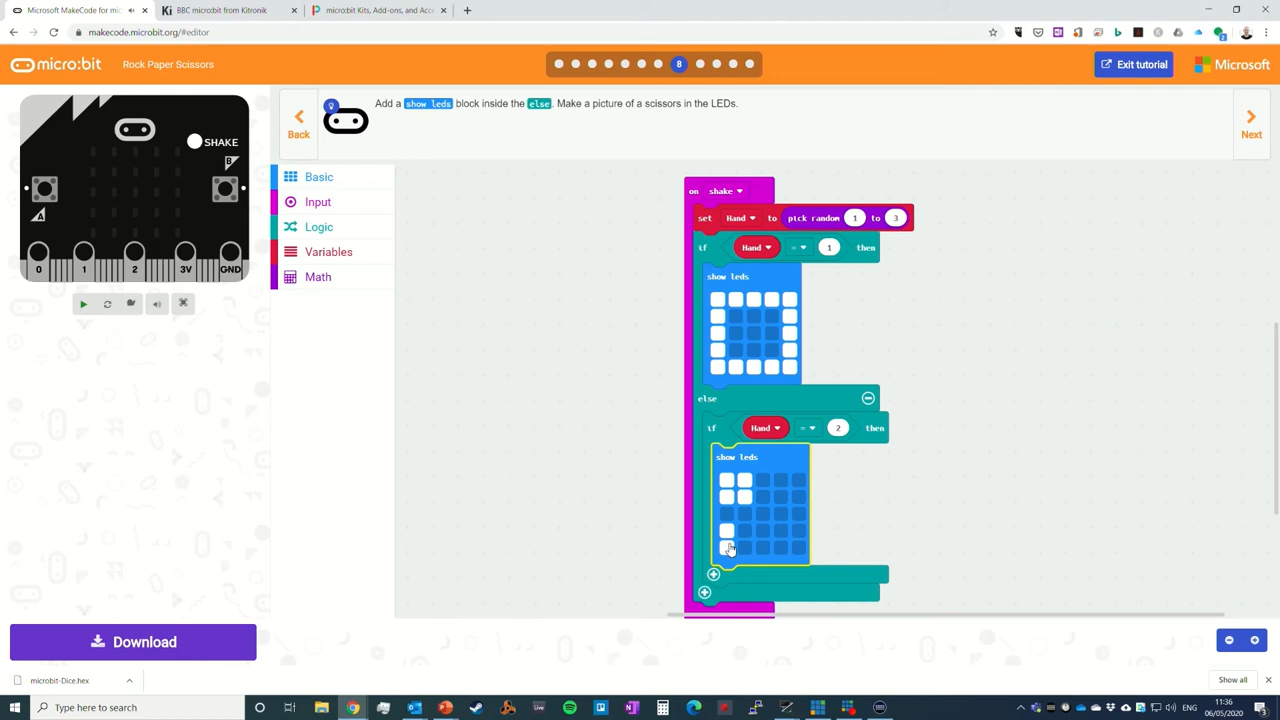 Microsoft MakeCode for mic
BBC micro:bit from Kitronik
micro:bit Kits, Add-ons, and Acce
makecode.microbit.org/#editor
micro:bit
Rock Paper Scissors
8
Exit tutorial
Microsoft
Back
Add a show leds block inside the else. Make a picture of a scissors in the LEDs.
Next
SHAKE
B
A
0 1 2 3V GND
Basic
Input
Logic
Variables
Math
on shake
set Hand to pick random 1 to 3
if Hand = 1 then
show leds
else
if Hand = 2 then
show leds
Download
microbit-Dice.hex
Show all
Type here to search
ENG
11:36
06/05/2020